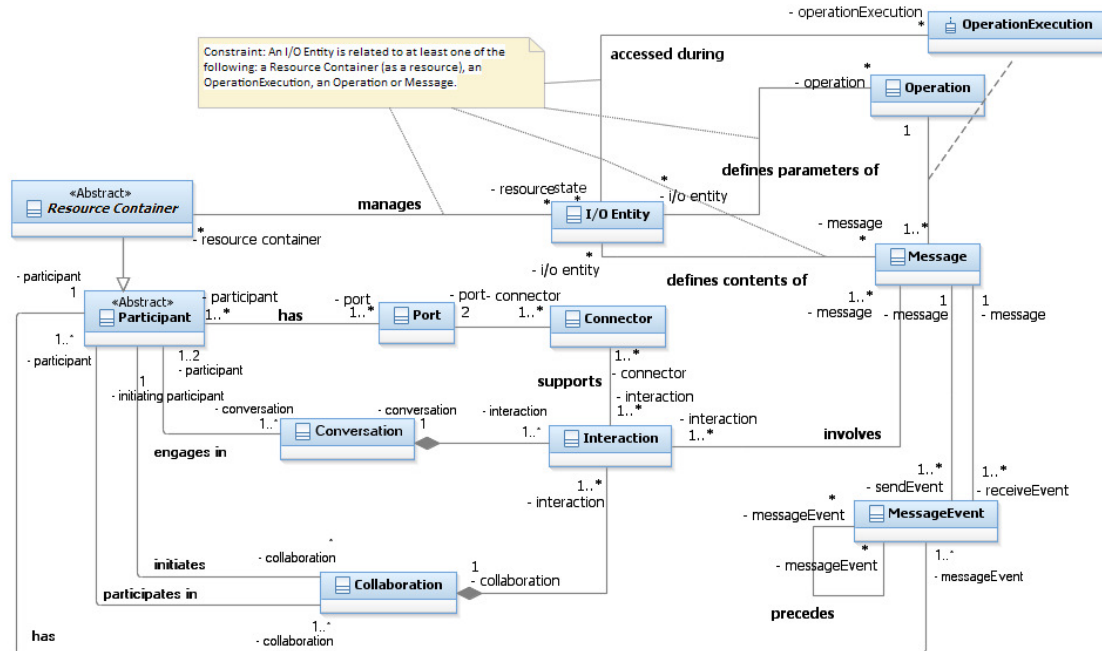 - operationExecution
OperationExecution
accessed during
Constraint: An I/O Entity is related to at least one of the
following: a Resource Container (as a resource), an
OperationExecution, an Operation or Message.
*
*
- operation
Operation
1
defines parameters of
«Abstract»
Resource Container
manages
*
- resource
state
*
*
*
- i/o entity
I/O Entity
*
- resource container
- message
*
1..*
Message
*
- i/o entity
defines contents of
- participant
1
«Abstract»
Participant
- participant
1..*
has
- port
1..*
Port
- port
2
- connector
1..*
Connector
1..*
- message
1
- message
1
- message
1..*
- participant
1..2
- participant
1
- initiating participant
1..*
- connector
supports
- interaction
1..*
- conversation
1..*
Conversation
- conversation
1
- interaction
1..*
Interaction
- interaction
1..*
involves
engages in
1..*
- interaction
1..*
- sendEvent
1..*
- receiveEvent
*
- messageEvent
MessageEvent
*
- messageEvent
1..*
- messageEvent
precedes
*
- collaboration
initiates
Collaboration
1
- collaboration
participates in
1..*
- collaboration
has